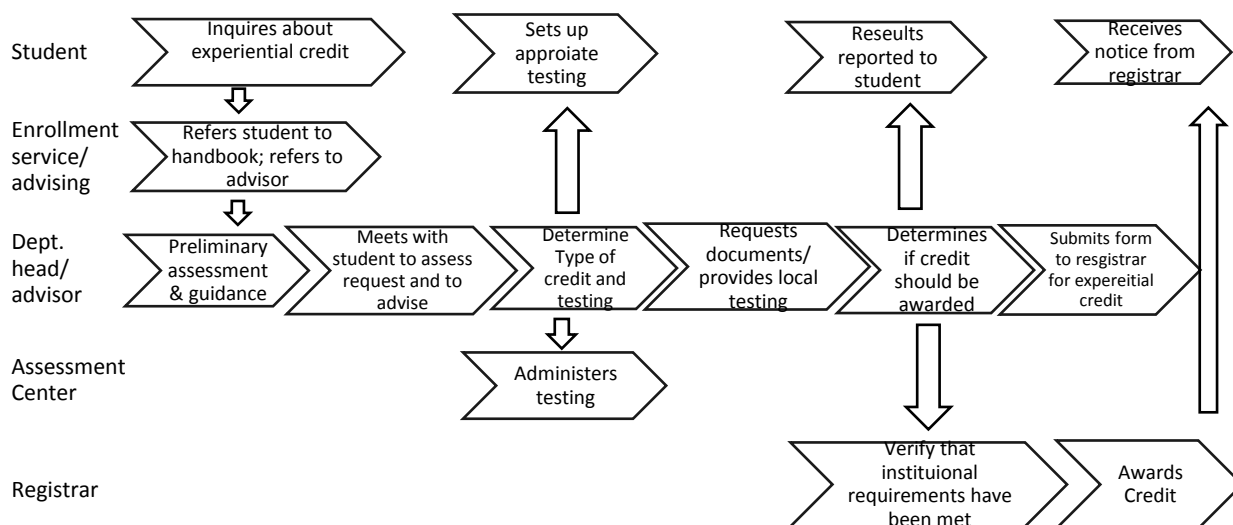 Student
Inquires about
experiential credit
Sets up
approiate
testing
Reseults
reported to
student
Receives
notice from
registrar
Enrollment
service/
advising
Refers student to
handbook; refers to
advisor
Dept.
head/
advisor
Preliminary
assessment
& guidance
Meets with
student to assess
request and to
advise
Determine
Type of
credit and
testing
Requests
documents/
provides local
testing
Determines
if credit
should be
awarded
Submits form
to resgistrar
for expereitial
credit
Assessment
Center
Administers
testing
Registrar
Verify that
instituional
requirements have
been met
Awards
Credit